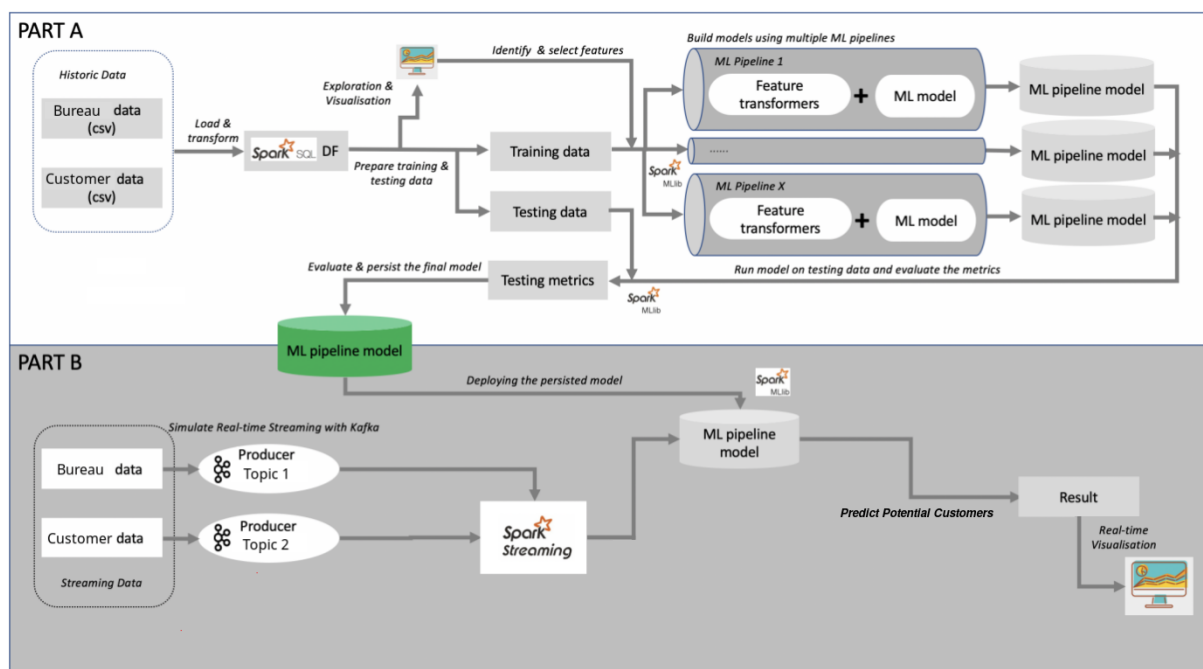 PART A
Historic Data
Bureau data
(csv)
Customer data
(csv)
Load &
transform
Spark SQL DF
Exploration &
Visualisation
Identify & select features
Prepare training &
testing data
Training data
Testing data
Spark
MLlib
Build models using multiple ML pipelines
ML Pipeline 1
Feature
transformers
+
ML model
ML pipeline model
......
ML pipeline model
ML Pipeline X
Feature
transformers
+
ML model
ML pipeline model
Run model on testing data and evaluate the metrics
Spark
MLlib
Testing metrics
Evaluate & persist the final model
ML pipeline model
PART B
Deploying the persisted model
Spark
MLlib
Simulate Real-time Streaming with Kafka
Bureau data
Producer
Topic 1
Customer data
Producer
Topic 2
Streaming Data
Spark
Streaming
ML pipeline
model
Predict Potential Customers
Result
Real-time
Visualisation